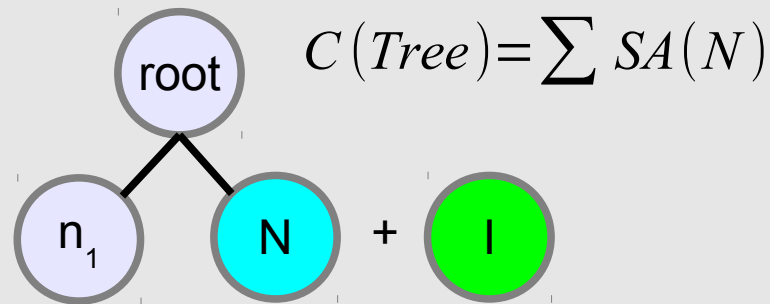 root
C(Tree)=∑ SA(N)
n₁
N
+
I